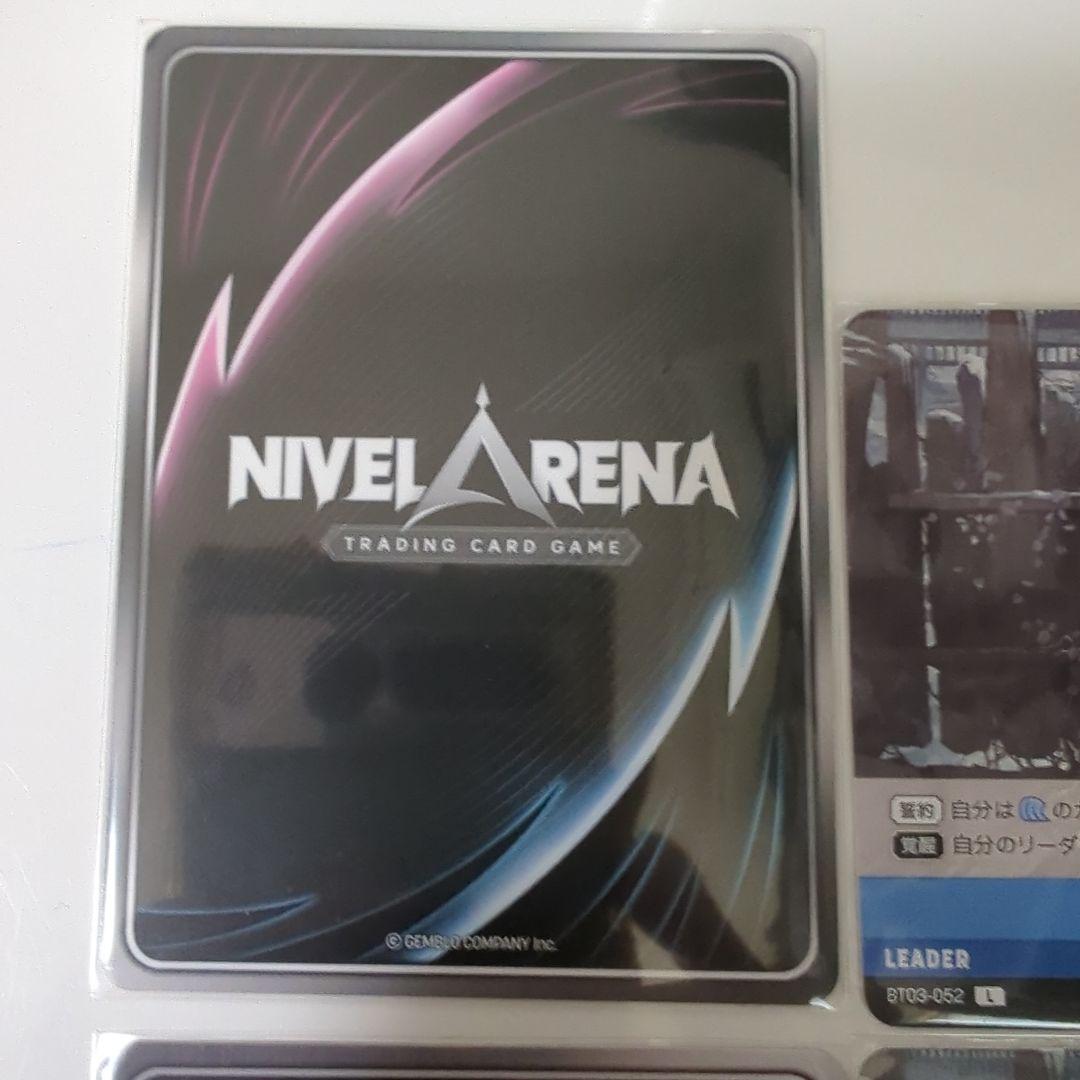 NIVEL ARENA
TRADING CARD GAME
© GEMBLO COMPANY Inc.
誓約 自分は の
覚醒 自分のリーダ
LEADER
BT03-052 L